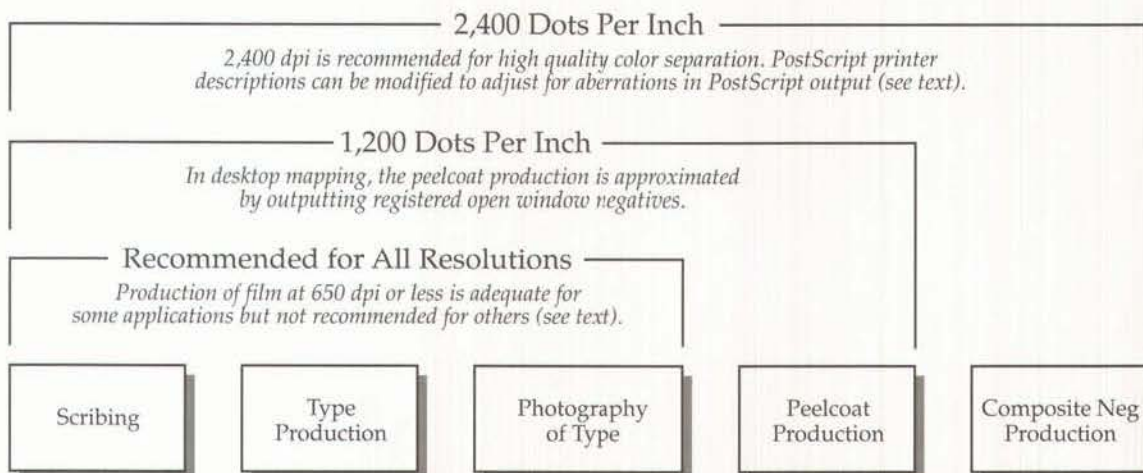 2,400 Dots Per Inch
2,400 dpi is recommended for high quality color separation. PostScript printer
descriptions can be modified to adjust for aberrations in PostScript output (see text).
1,200 Dots Per Inch
In desktop mapping, the peelcoat production is approximated
by outputting registered open window negatives.
Recommended for All Resolutions
Production of film at 650 dpi or less is adequate for
some applications but not recommended for others (see text).
Scribing
Type
Production
Photography
of Type
Peelcoat
Production
Composite Neg
Production